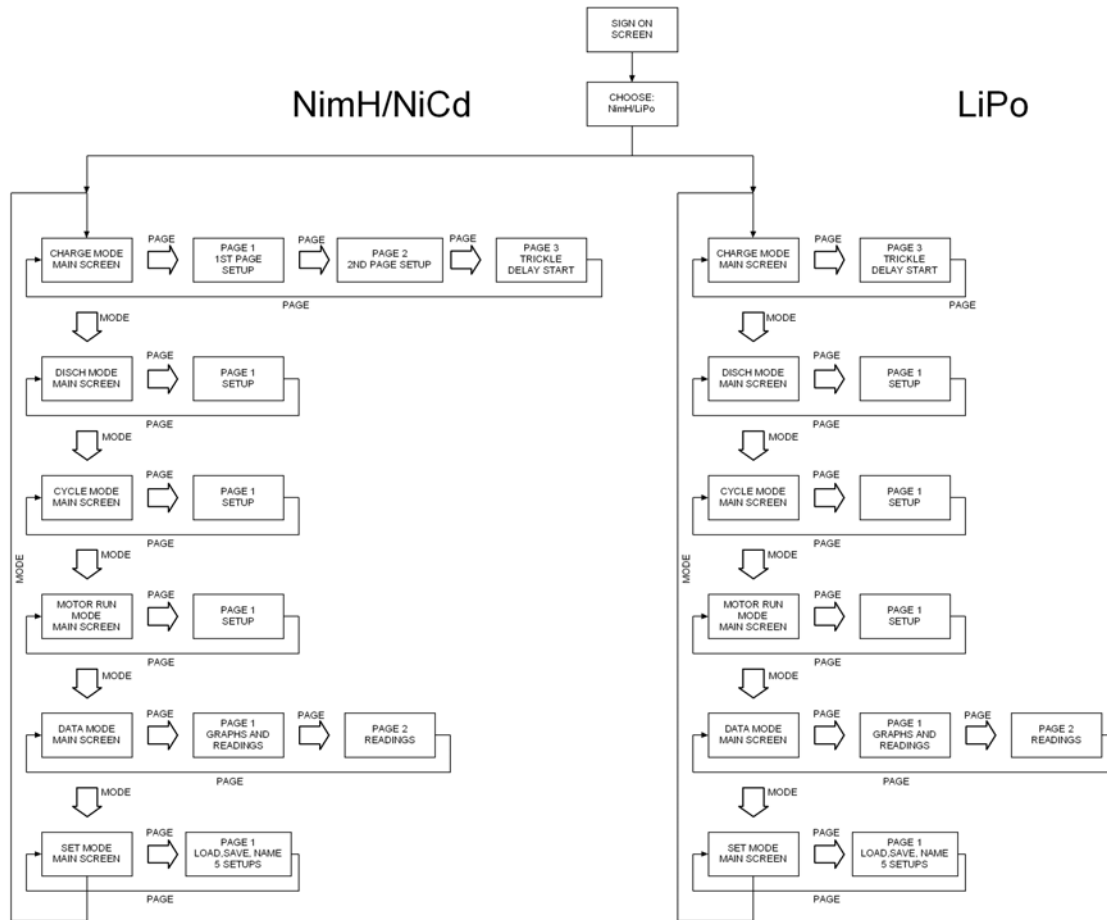 SIGN ON
SCREEN
CHOOSE:
NimH/LiPo
NimH/NiCd
LiPo
CHARGE MODE
MAIN SCREEN
PAGE
PAGE 1
1ST PAGE
SETUP
PAGE
PAGE 2
2ND PAGE SETUP
PAGE
PAGE 3
TRICKLE
DELAY START
PAGE
MODE
DISCH MODE
MAIN SCREEN
PAGE
PAGE 1
SETUP
PAGE
MODE
CYCLE MODE
MAIN SCREEN
PAGE
PAGE 1
SETUP
PAGE
MODE
MODE
MOTOR RUN
MODE
MAIN SCREEN
PAGE
PAGE 1
SETUP
PAGE
MODE
DATA MODE
MAIN SCREEN
PAGE
PAGE 1
GRAPHS AND
READINGS
PAGE
PAGE 2
READINGS
PAGE
MODE
SET MODE
MAIN SCREEN
PAGE
PAGE 1
LOAD,SAVE, NAME
5 SETUPS
PAGE
CHARGE MODE
MAIN SCREEN
PAGE
PAGE 3
TRICKLE
DELAY START
PAGE
MODE
DISCH MODE
MAIN SCREEN
PAGE
PAGE 1
SETUP
PAGE
MODE
CYCLE MODE
MAIN SCREEN
PAGE
PAGE 1
SETUP
PAGE
MODE
MODE
MOTOR RUN
MODE
MAIN SCREEN
PAGE
PAGE 1
SETUP
PAGE
MODE
DATA MODE
MAIN SCREEN
PAGE
PAGE 1
GRAPHS AND
READINGS
PAGE
PAGE 2
READINGS
PAGE
MODE
SET MODE
MAIN SCREEN
PAGE
PAGE 1
LOAD,SAVE, NAME
5 SETUPS
PAGE